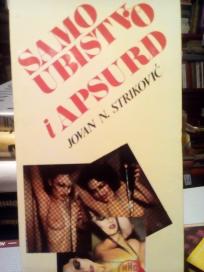 SAMO
UBISTVO
i APSURD
JOVAN N. STRIKOVIĆ